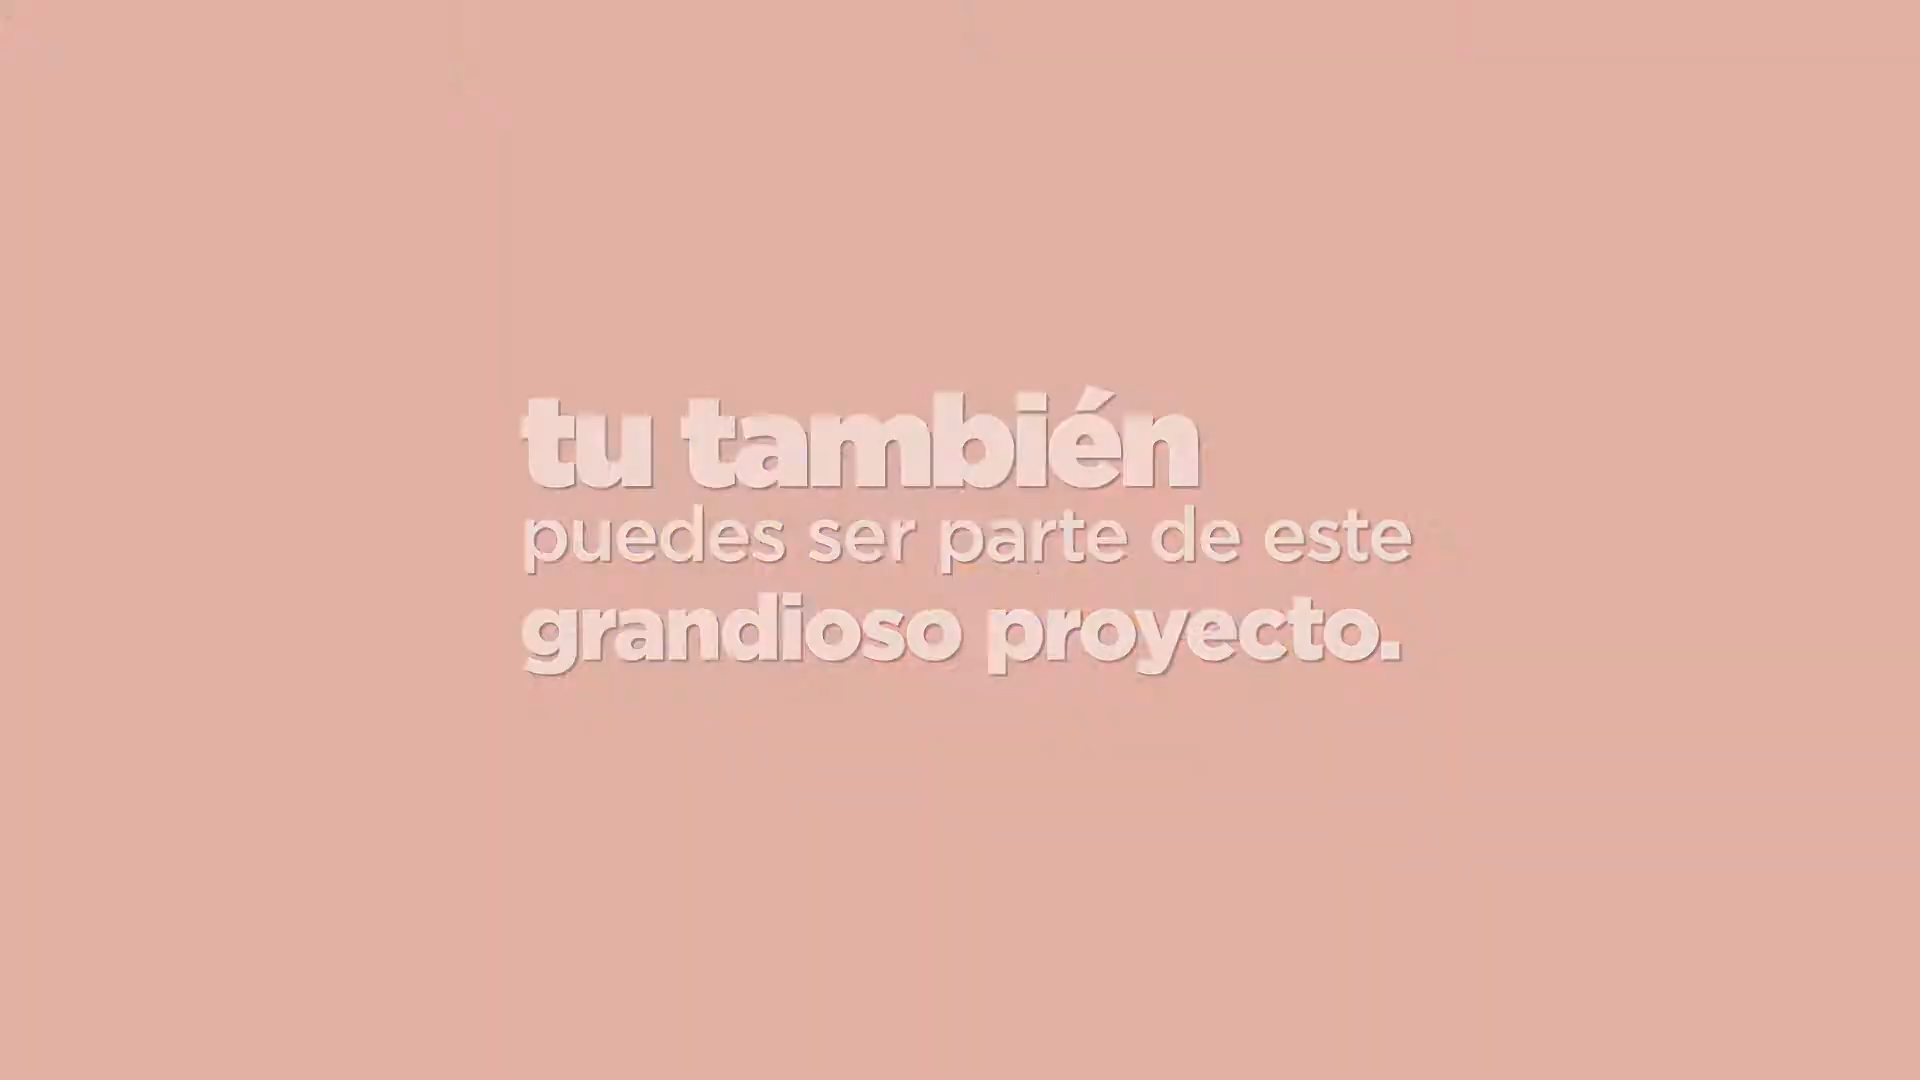 tu también
puedes ser parte de este
grandioso proyecto.